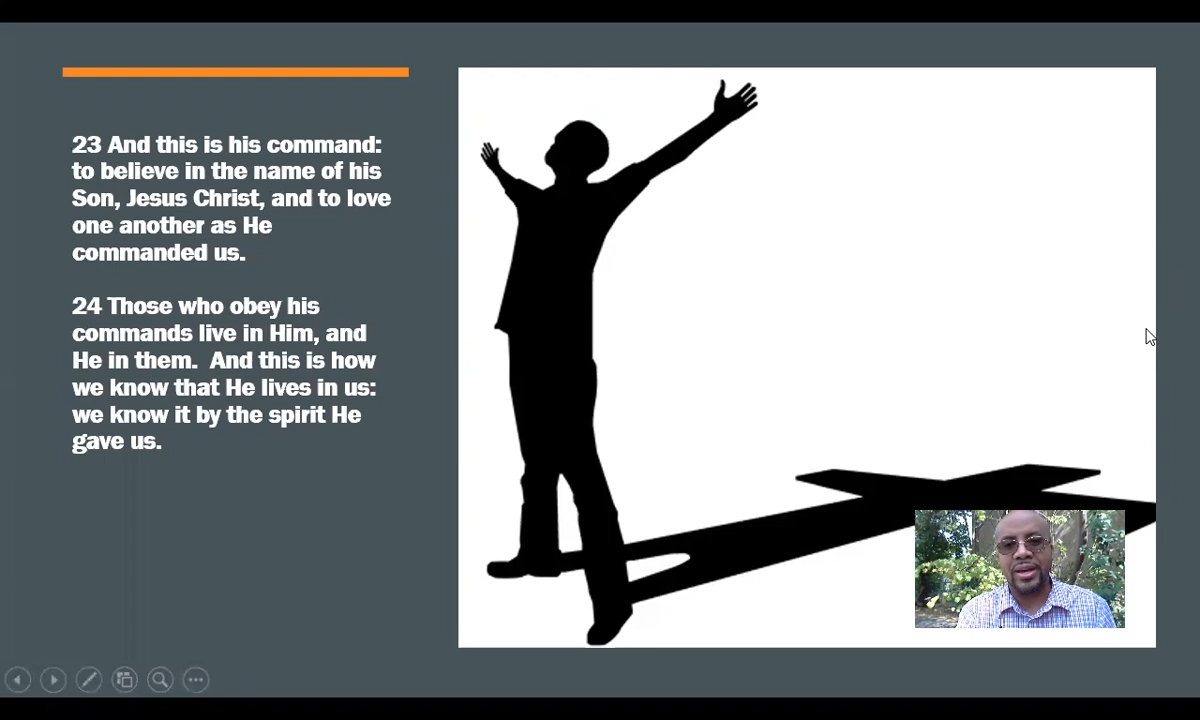 23 And this is his command:
to believe in the name of his
Son, Jesus Christ, and to love
one another as He
commanded us.
24 Those who obey his
commands live in Him, and
He in them.  And this is how
we know that He lives in us:
we know it by the spirit He
gave us.